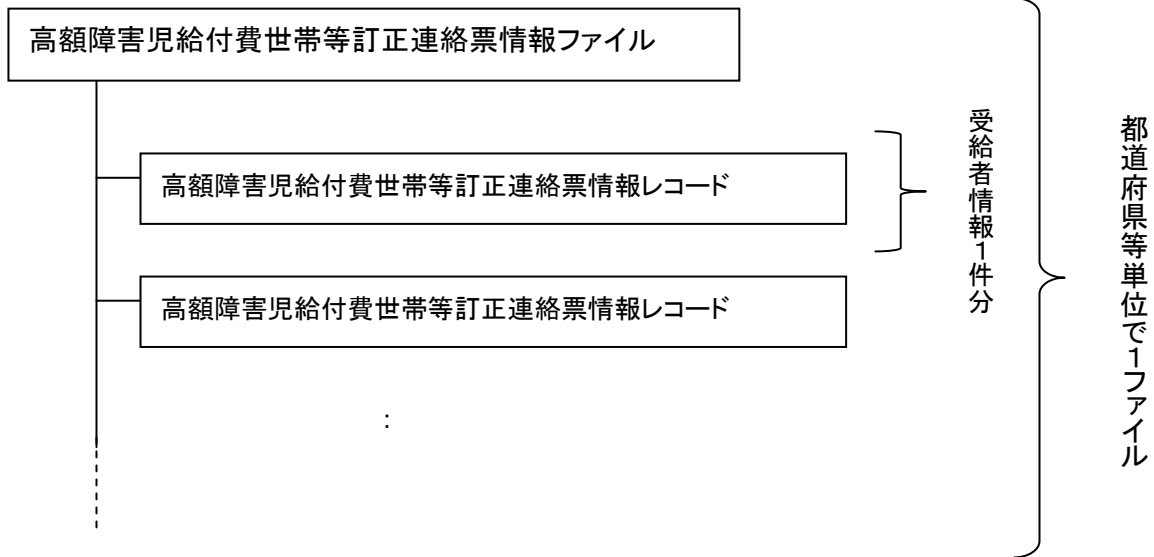 高額障害児給付費世帯等訂正連絡票情報ファイル
高額障害児給付費世帯等訂正連絡票情報レコード
高額障害児給付費世帯等訂正連絡票情報レコード
:
受給者情報1件分
都道府県等単位で1ファイル